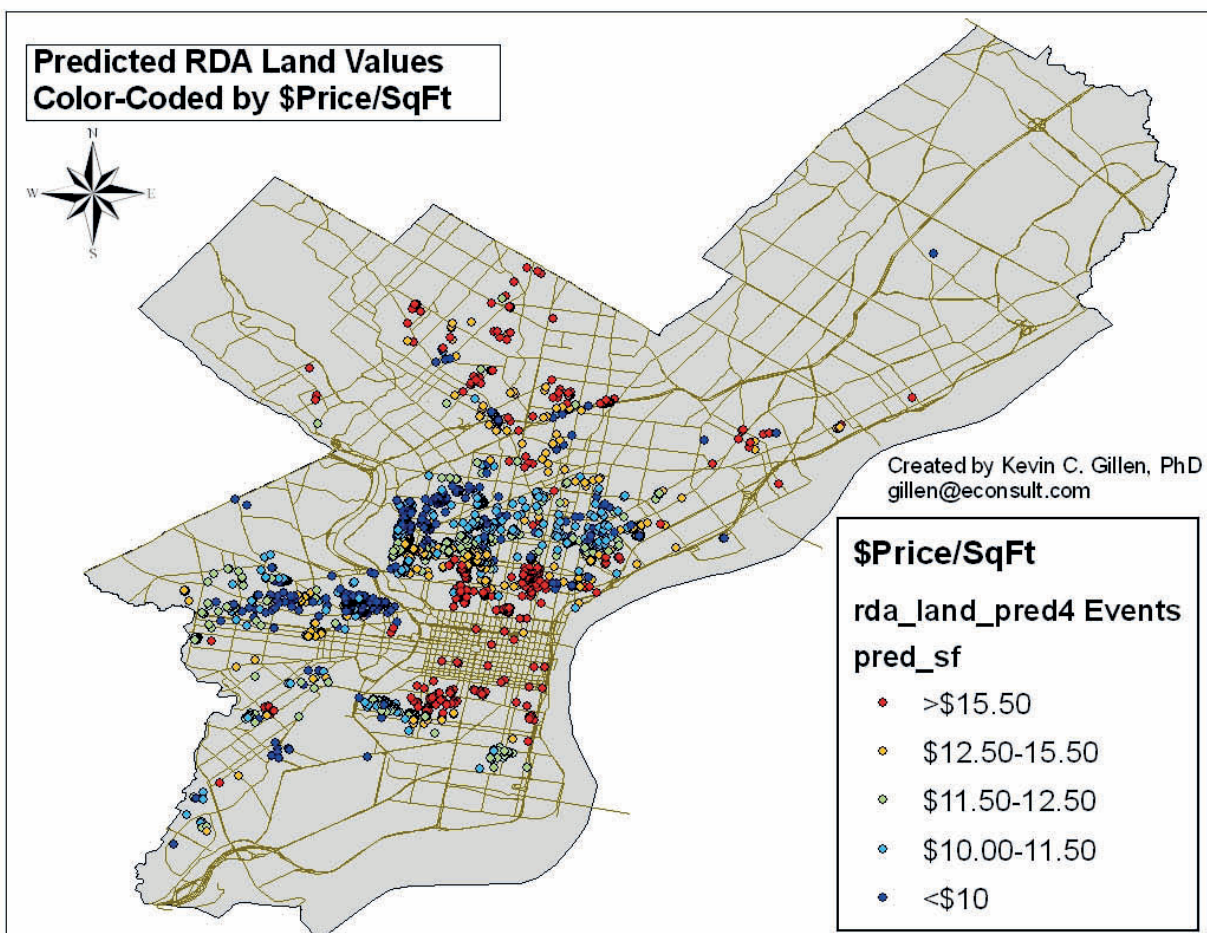 Predicted RDA Land Values
Color-Coded by $Price/SqFt
N
W
E
S
Created by Kevin C. Gillen, PhD
gillen@econsult.com
$Price/SqFt
rda_land_pred4 Events
pred_sf
>$15.50
$12.50-15.50
$11.50-12.50
$10.00-11.50
<$10